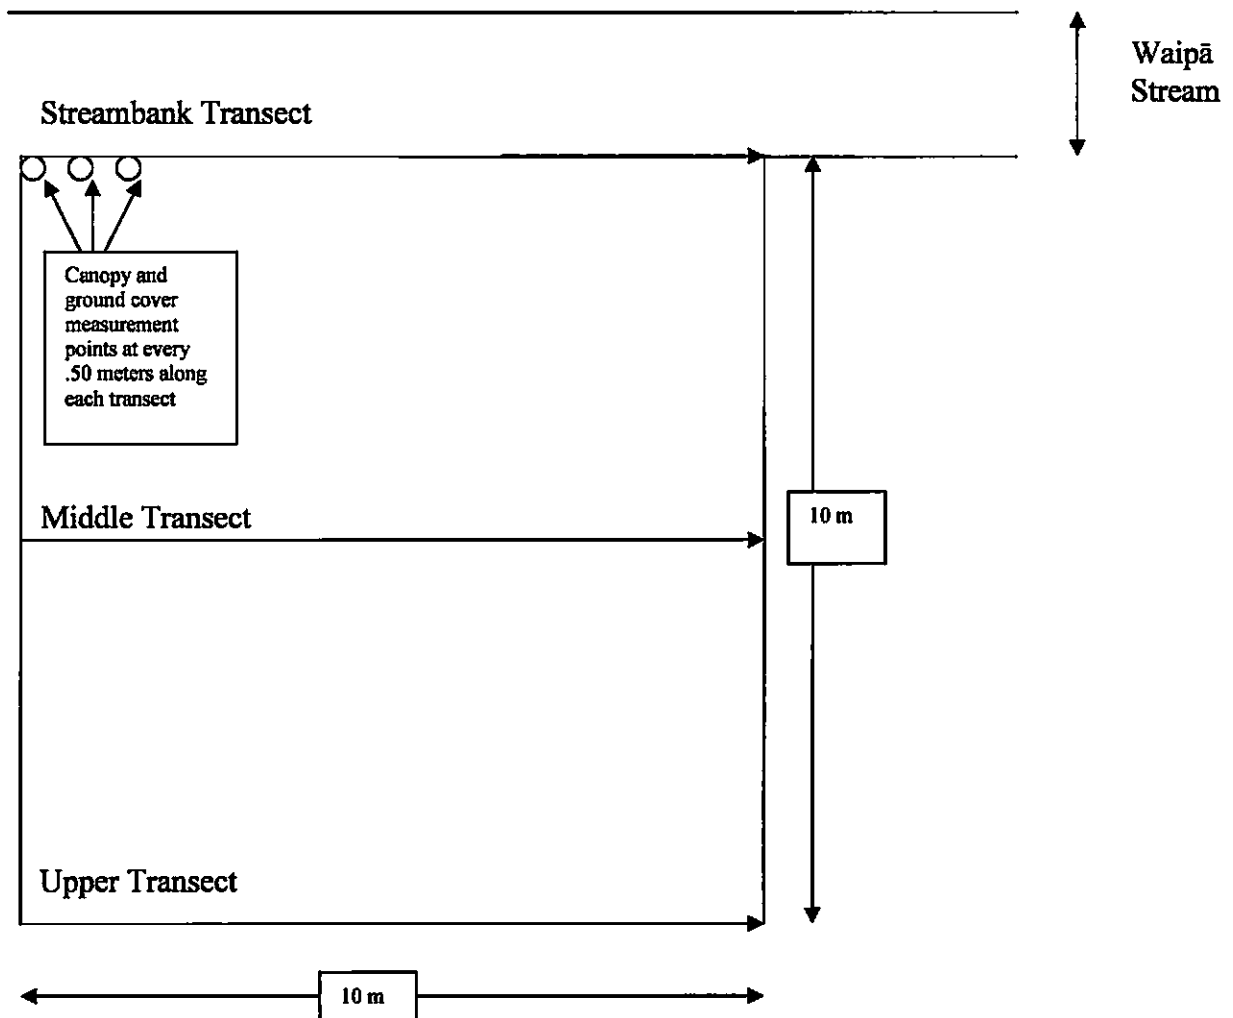 Waipā
Stream
Streambank Transect
Canopy and
ground cover
measurement
points at every
.50 meters along
each transect
Middle Transect
10 m
Upper Transect
10 m